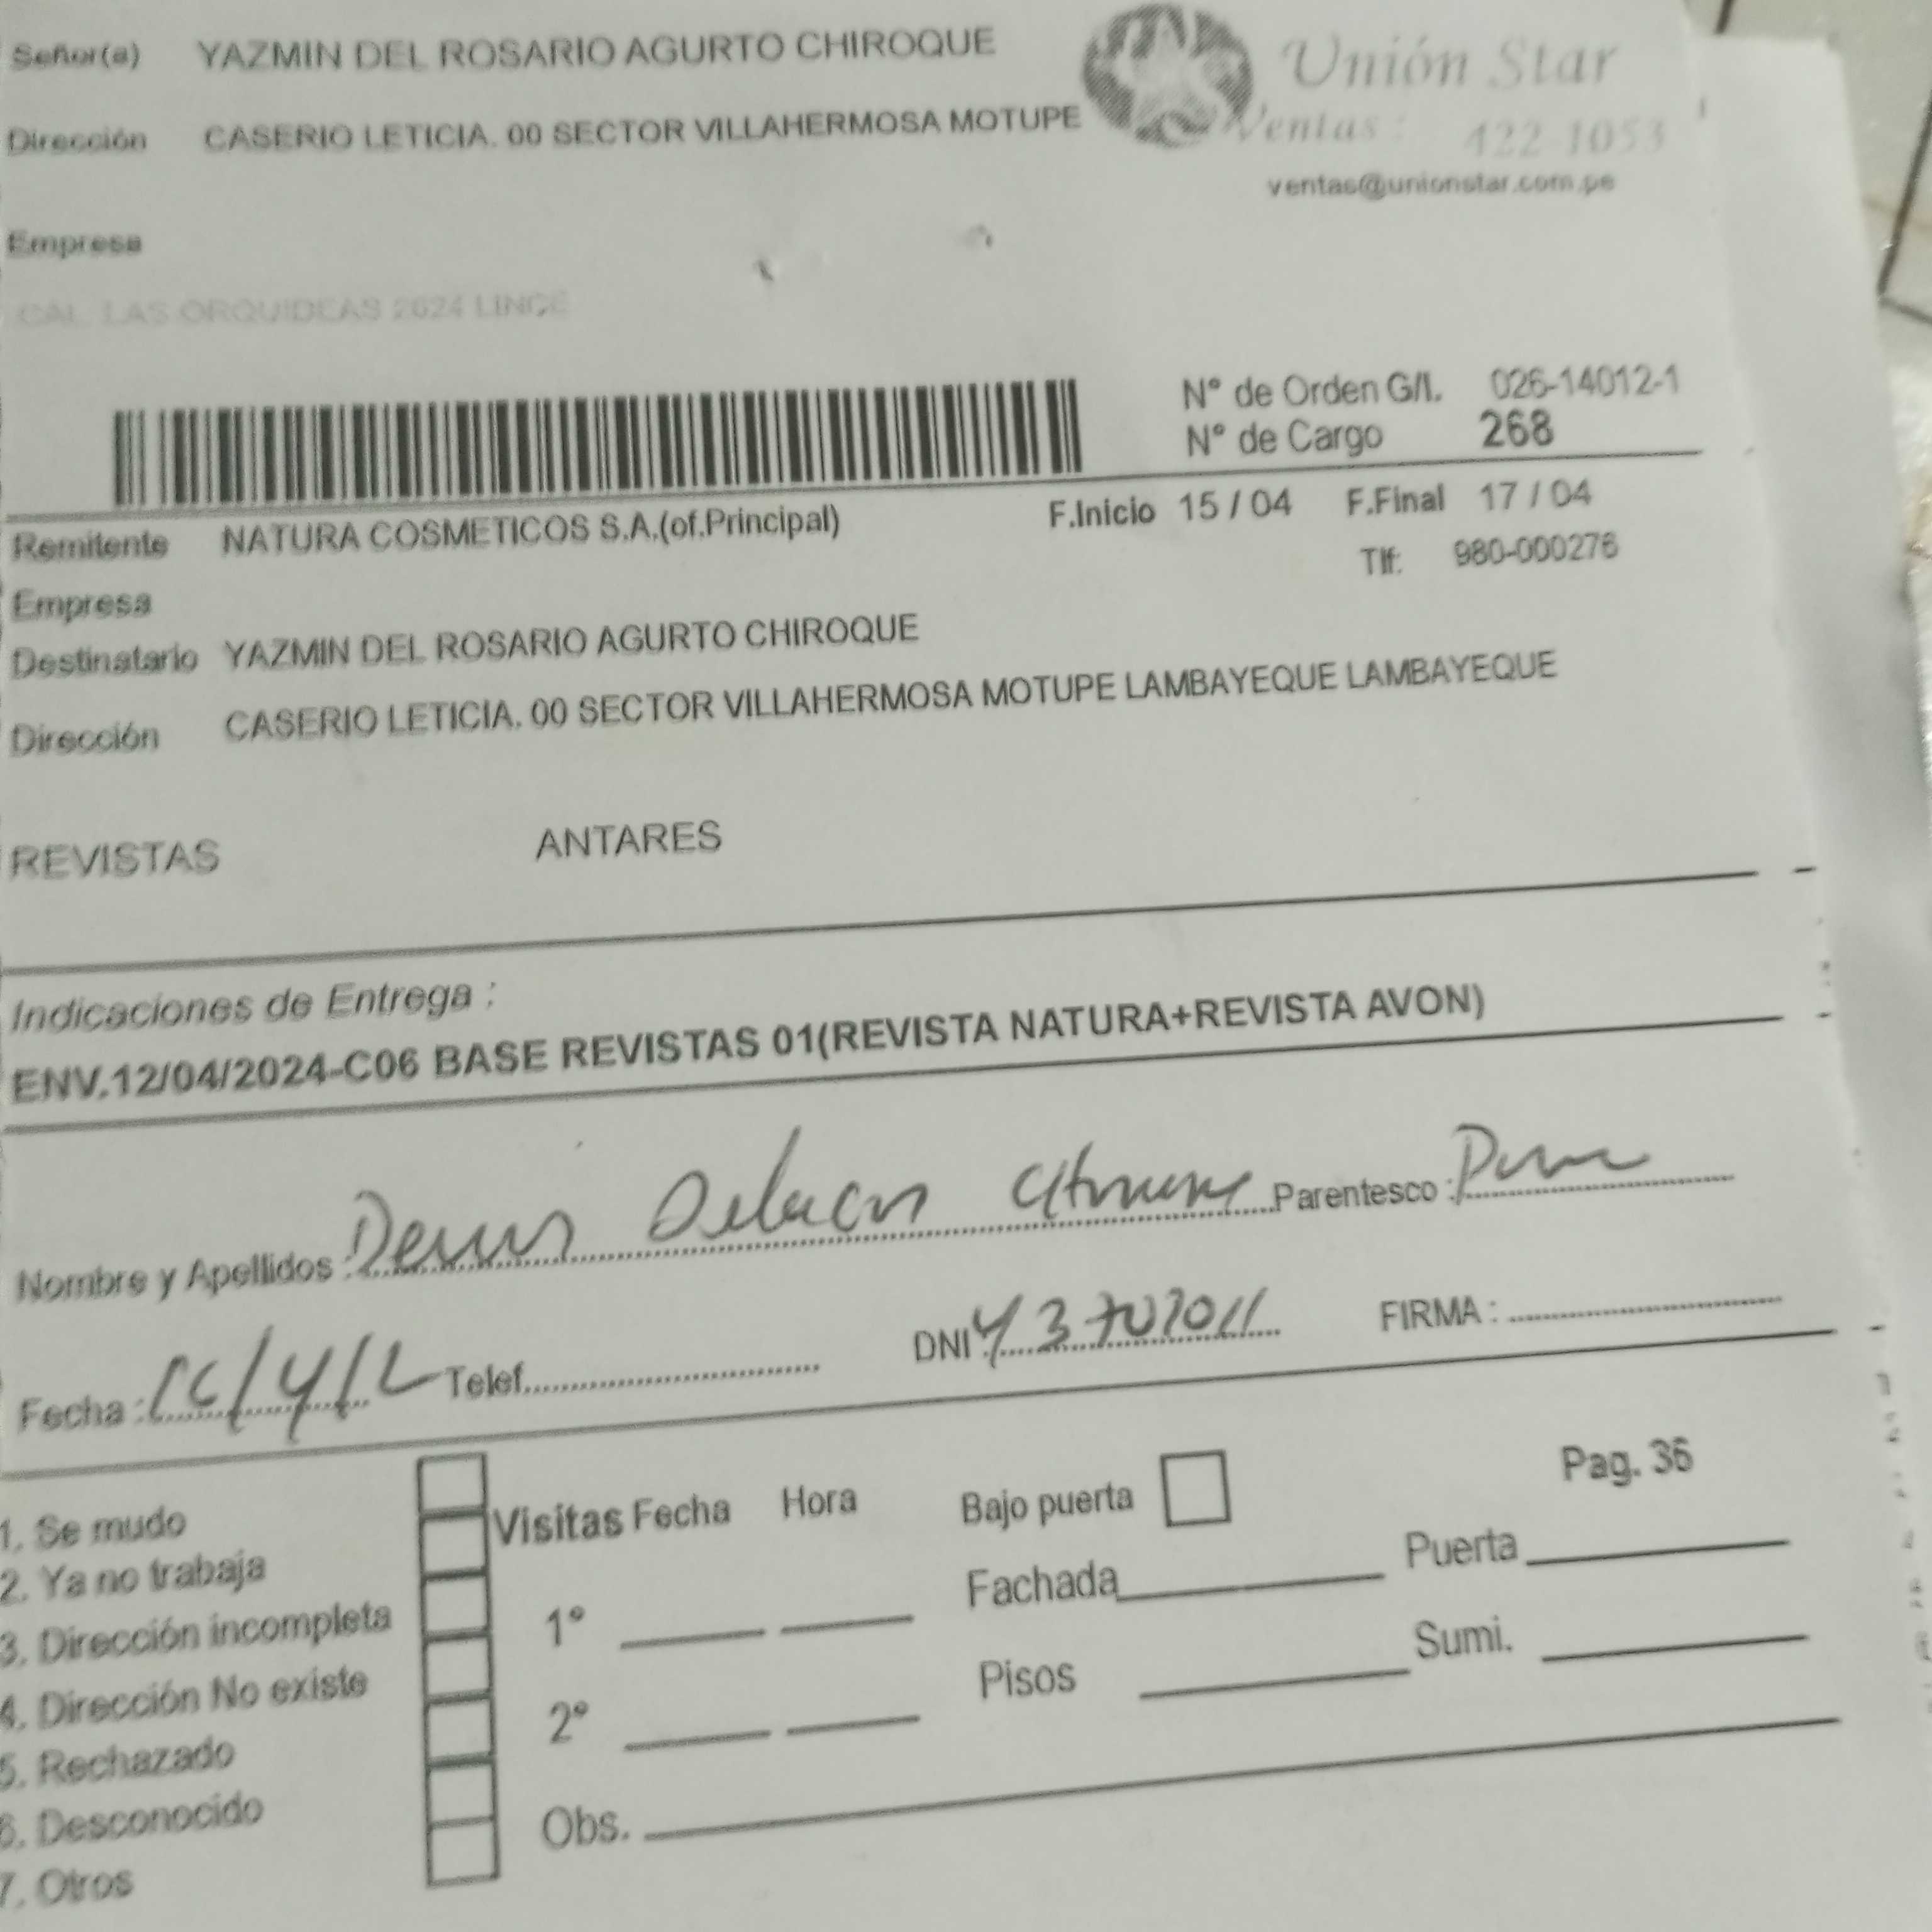 Señor(a) YAZMIN DEL ROSARIO AGURTO CHIROQUE
Unión Star
Dirección CASERIO LETICIA. 00 SECTOR VILLAHERMOSA MOTUPE
Ventas: 422-1053
ventas@unionstar.com.pe
Empresa
CAL. LAS ORQUIDEAS 2624 LINCE
N° de Orden G/I. 026-14012-1
N° de Cargo 268
Remitente NATURA COSMETICOS S.A.(of.Principal) F.Inicio 15 / 04 F.Final 17 / 04
Empresa Tlf: 980-000276
Destinatario YAZMIN DEL ROSARIO AGURTO CHIROQUE
Dirección CASERIO LETICIA. 00 SECTOR VILLAHERMOSA MOTUPE LAMBAYEQUE LAMBAYEQUE
REVISTAS ANTARES
Indicaciones de Entrega :
ENV.12/04/2024-C06 BASE REVISTAS 01(REVISTA NATURA+REVISTA AVON)
Nombre y Apellidos : Parentesco :
Fecha : Telef. DNI : FIRMA :
Pag. 36
1. Se mudo
2. Ya no trabaja
3. Dirección incompleta
4. Dirección No existe
5. Rechazado
6. Desconocido
7. Otros
Visitas Fecha Hora
1°
2°
Obs.
Bajo puerta
Fachada Puerta
Pisos Sumi.